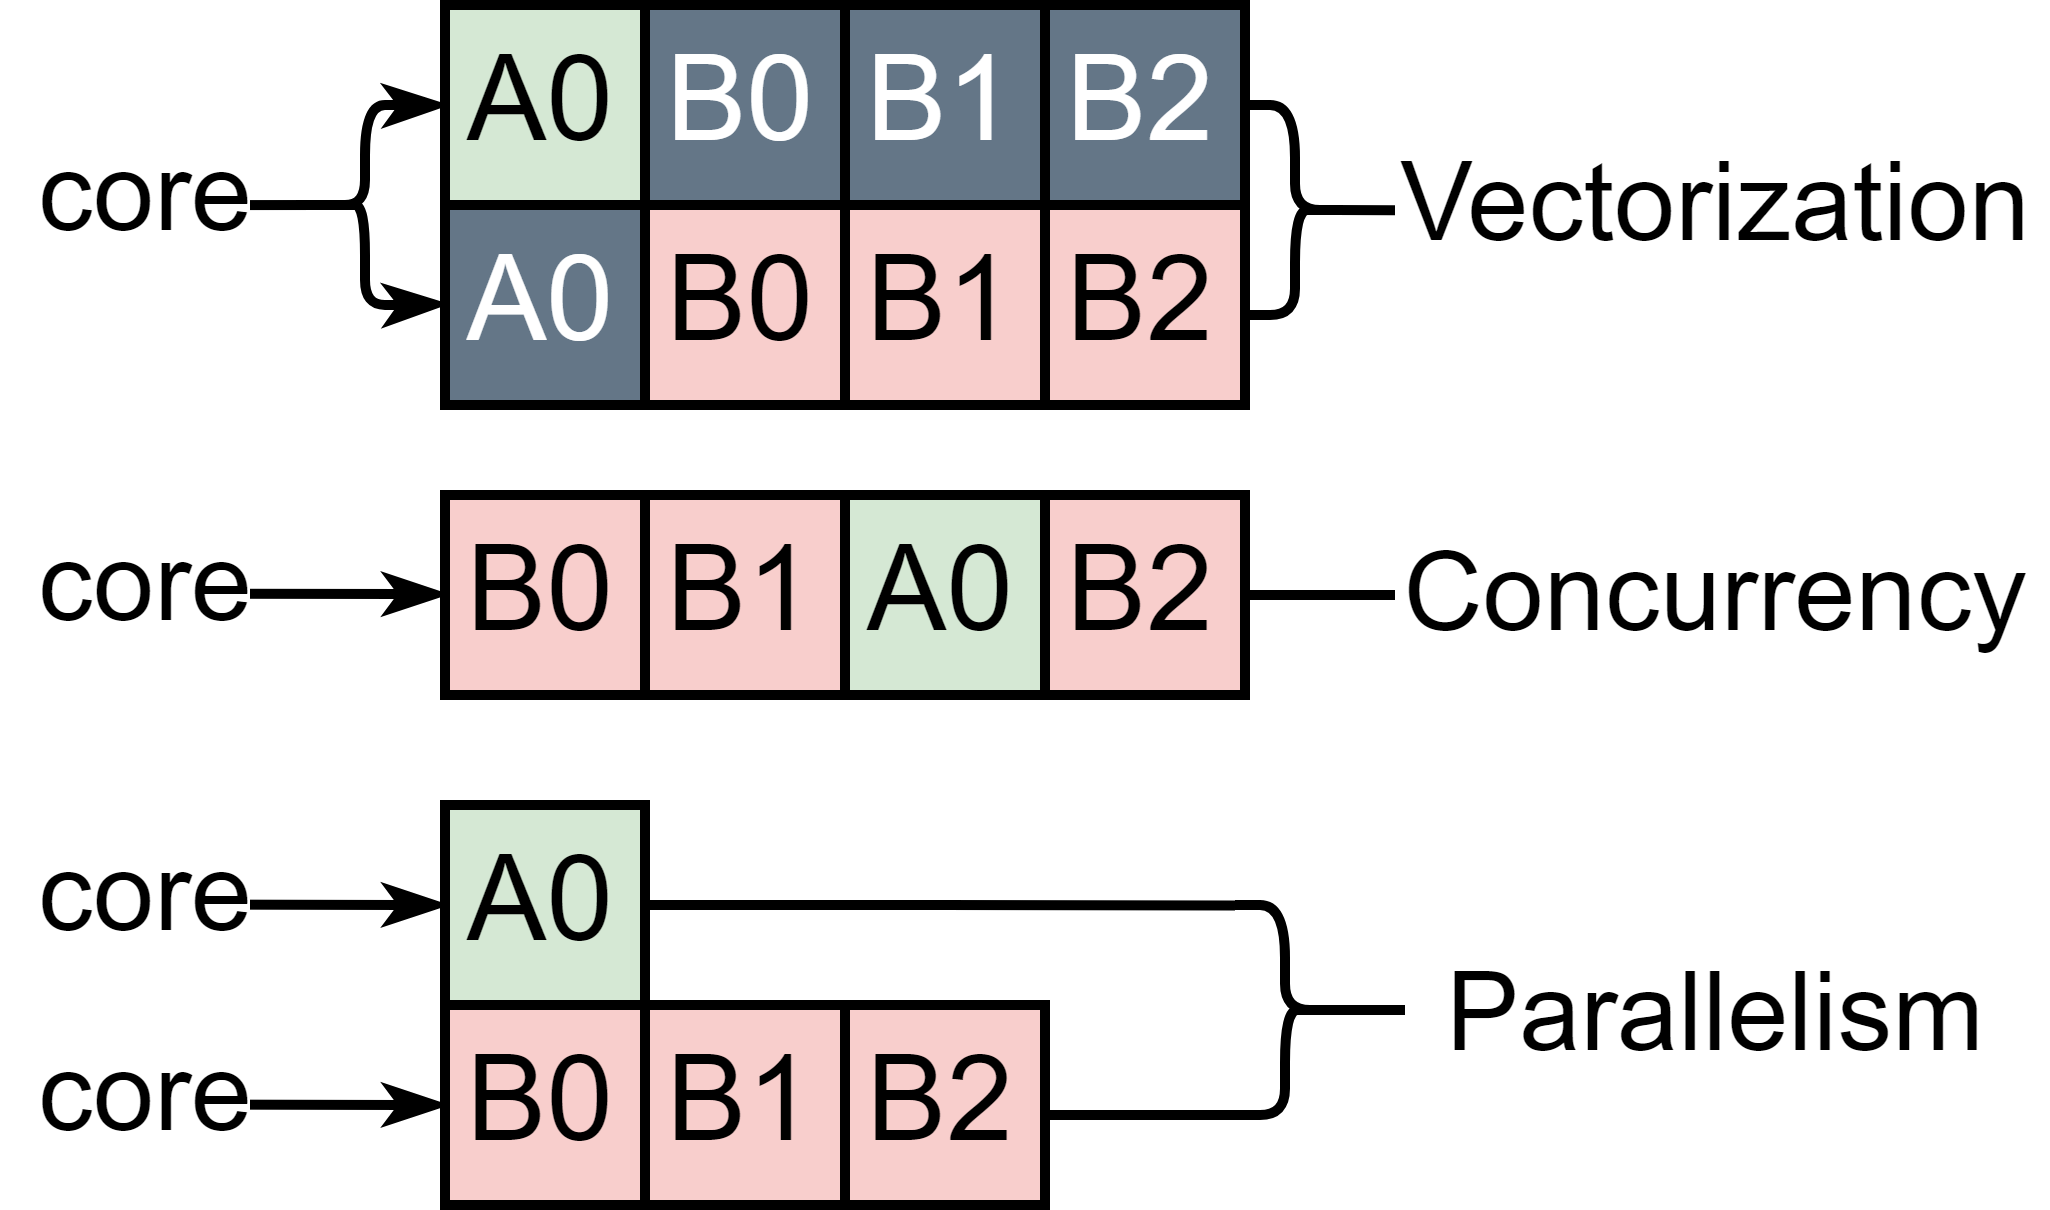 A0 B0 B1 B2
core Vectorization
A0 B0 B1 B2
core B0 B1 A0 B2 Concurrency
core A0
Parallelism
core B0 B1 B2